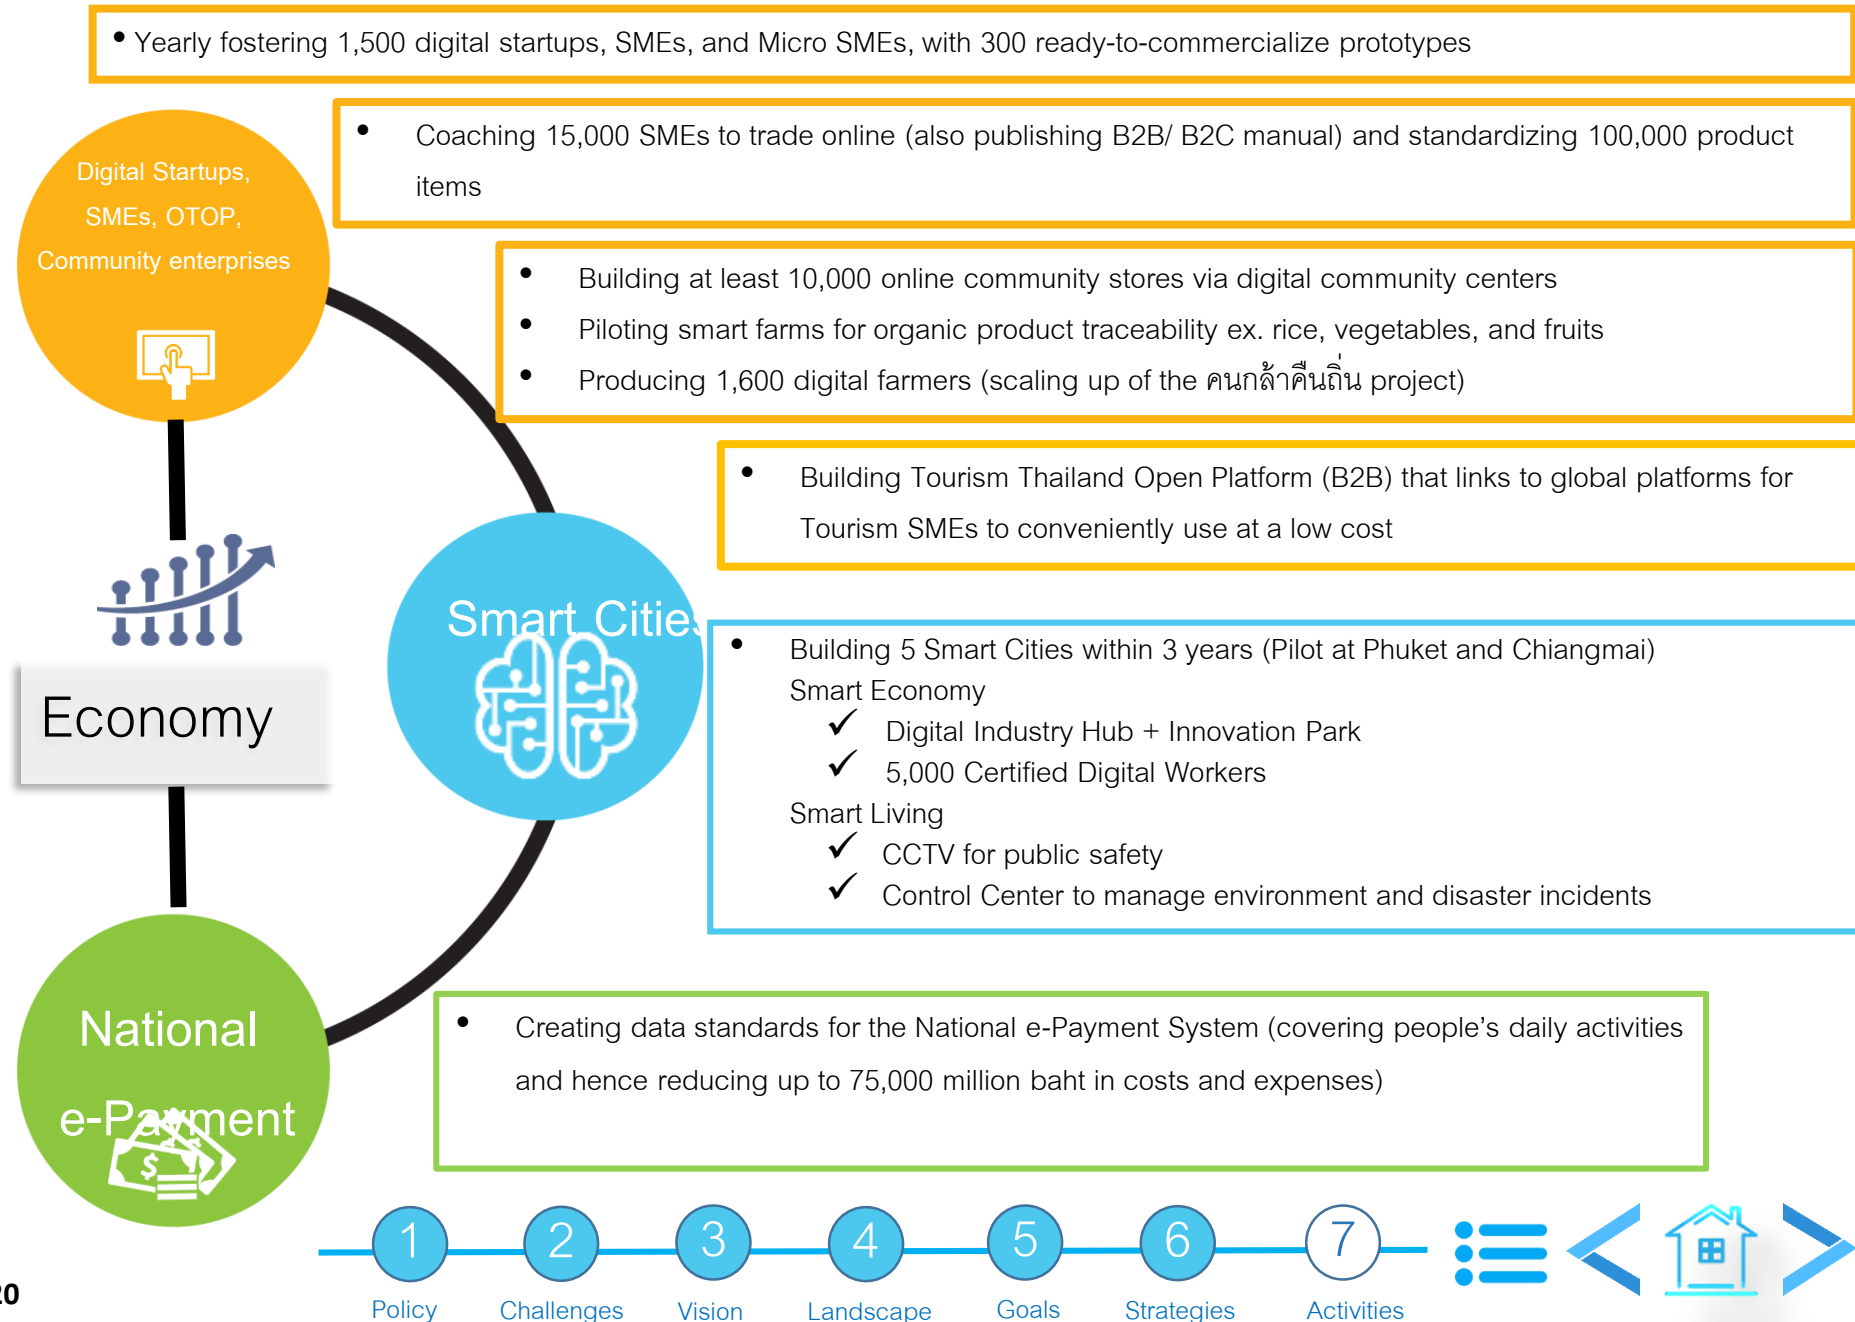 • Yearly fostering 1,500 digital startups, SMEs, and Micro SMEs, with 300 ready-to-commercialize prototypes
Digital Startups,
SMEs, OTOP,
Community enterprises
• Coaching 15,000 SMEs to trade online (also publishing B2B/ B2C manual) and standardizing 100,000 product
items
• Building at least 10,000 online community stores via digital community centers
• Piloting smart farms for organic product traceability ex. rice, vegetables, and fruits
• Producing 1,600 digital farmers (scaling up of the คนกล้าคืนถิ่น project)
• Building Tourism Thailand Open Platform (B2B) that links to global platforms for
Tourism SMEs to conveniently use at a low cost
Economy
Smart Cities
• Building 5 Smart Cities within 3 years (Pilot at Phuket and Chiangmai)
Smart Economy
✓ Digital Industry Hub + Innovation Park
✓ 5,000 Certified Digital Workers
Smart Living
✓ CCTV for public safety
✓ Control Center to manage environment and disaster incidents
National
e-Payment
$
• Creating data standards for the National e-Payment System (covering people's daily activities
and hence reducing up to 75,000 million baht in costs and expenses)
1 2 3 4 5 6 7
Policy Challenges Vision Landscape Goals Strategies Activities
20